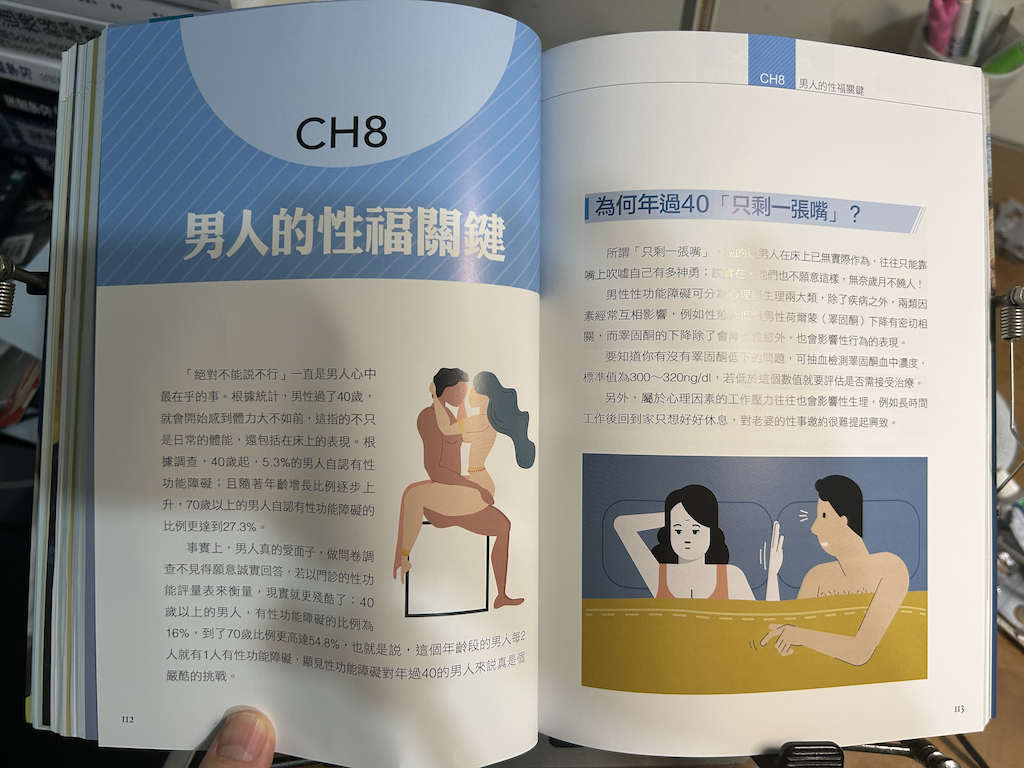 CH8
男人的性福關鍵
「絕對不能說不行」一直是男人心中
最在乎的事。根據統計,男性過了40歲,
就會開始感到體力大不如前,這指的不只
是日常的體能,還包括在床上的表現。根
據調查,40歲起,5.3%的男人自認有性
功能障礙;且隨著年齡增長比例逐步上
升,70歲以上的男人自認有性功能障礙的
比例更達到27.3%。
事實上,男人真的愛面子,做問卷調
查不見得願意誠實回答,若以門診的性功
能評量表來衡量,現實就更殘酷了:40
歲以上的男人,有性功能障礙的比例為
16%,到了70歲比例更高達54.8%,也就是說,這個年齡段的男人每2
人就有1人有性功能障礙,顯見性功能障礙對年過40的男人來說真是個
嚴酷的挑戰。
112
CH8 男人的性福關鍵
為何年過40「只剩一張嘴」?
所謂「只剩一張嘴」,說的是男人在床上已無實際作為,往往只能靠
嘴上吹噓自己有多神勇;說實在,他們也不願意這樣,無奈歲月不饒人!
男性性功能障礙可分為心理與生理兩大類,除了疾病之外,兩類因
素經常互相影響,例如性慾低下與男性荷爾蒙(睪固酮)下降有密切相
關,而睪固酮的下降除了會降低性慾外,也會影響性行為的表現。
要知道你有沒有睪固酮低下的問題,可抽血檢測睪固酮血中濃度,
標準值為300~320ng/dl,若低於這個數值就要評估是否需接受治療。
另外,屬於心理因素的工作壓力往往也會影響性生理,例如長時間
工作後回到家只想好好休息,對老婆的性事邀約很難提起興致。
113